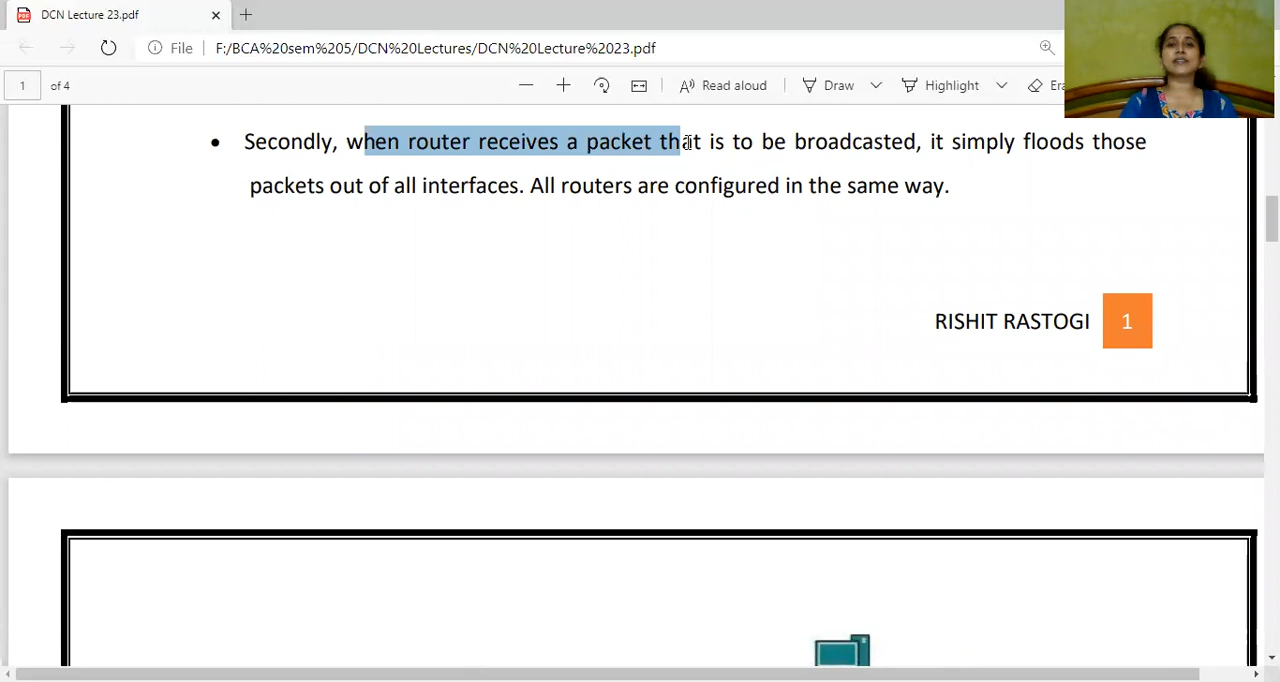 DCN Lecture 23.pdf
File
F:/BCA%20sem%205/DCN%20Lectures/DCN%20Lecture%2023.pdf
1
of 4
Read aloud
Draw
Highlight
Era
• Secondly, when router receives a packet that is to be broadcasted, it simply floods those
packets out of all interfaces. All routers are configured in the same way.
RISHIT RASTOGI 1